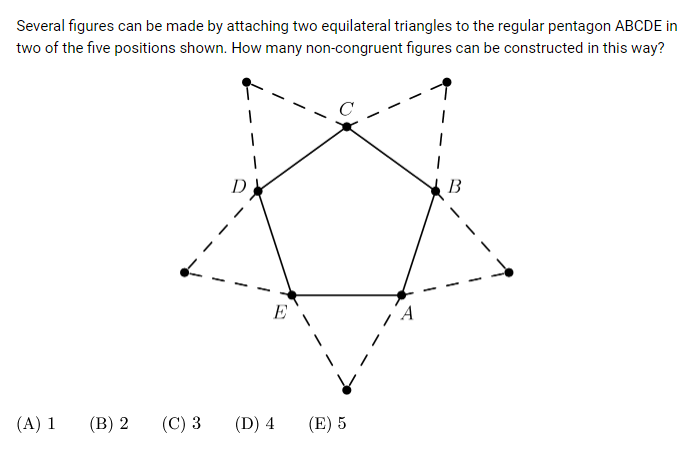 Several figures can be made by attaching two equilateral triangles to the regular pentagon ABCDE in
two of the five positions shown. How many non-congruent figures can be constructed in this way?
C
D
B
E
A
(A) 1 (B) 2 (C) 3 (D) 4 (E) 5